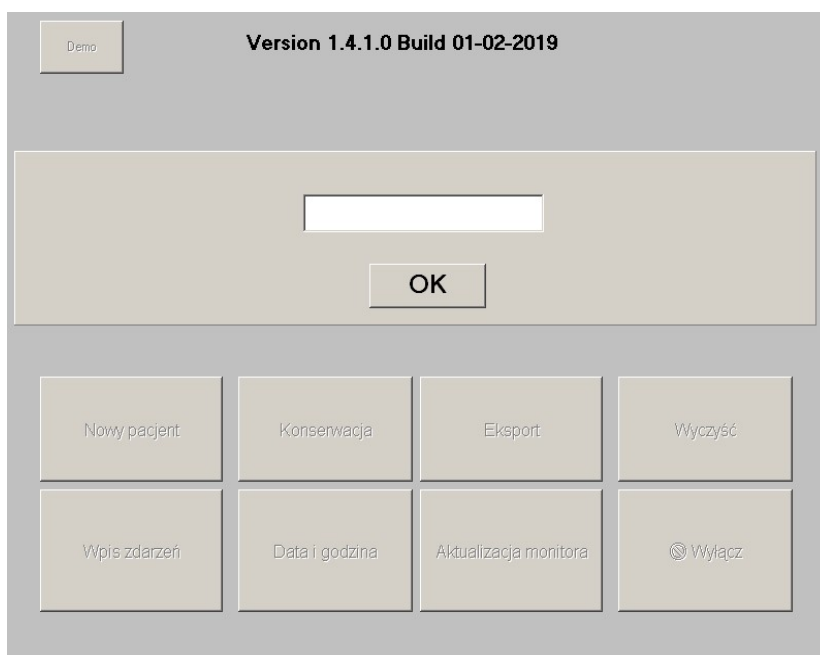 Demo
Version 1.4.1.0 Build 01-02-2019
OK
Nowy pacjent
Konserwacja
Eksport
Wyczyść
Wpis zdarzeń
Data i godzina
Aktualizacja monitora
Wyłącz